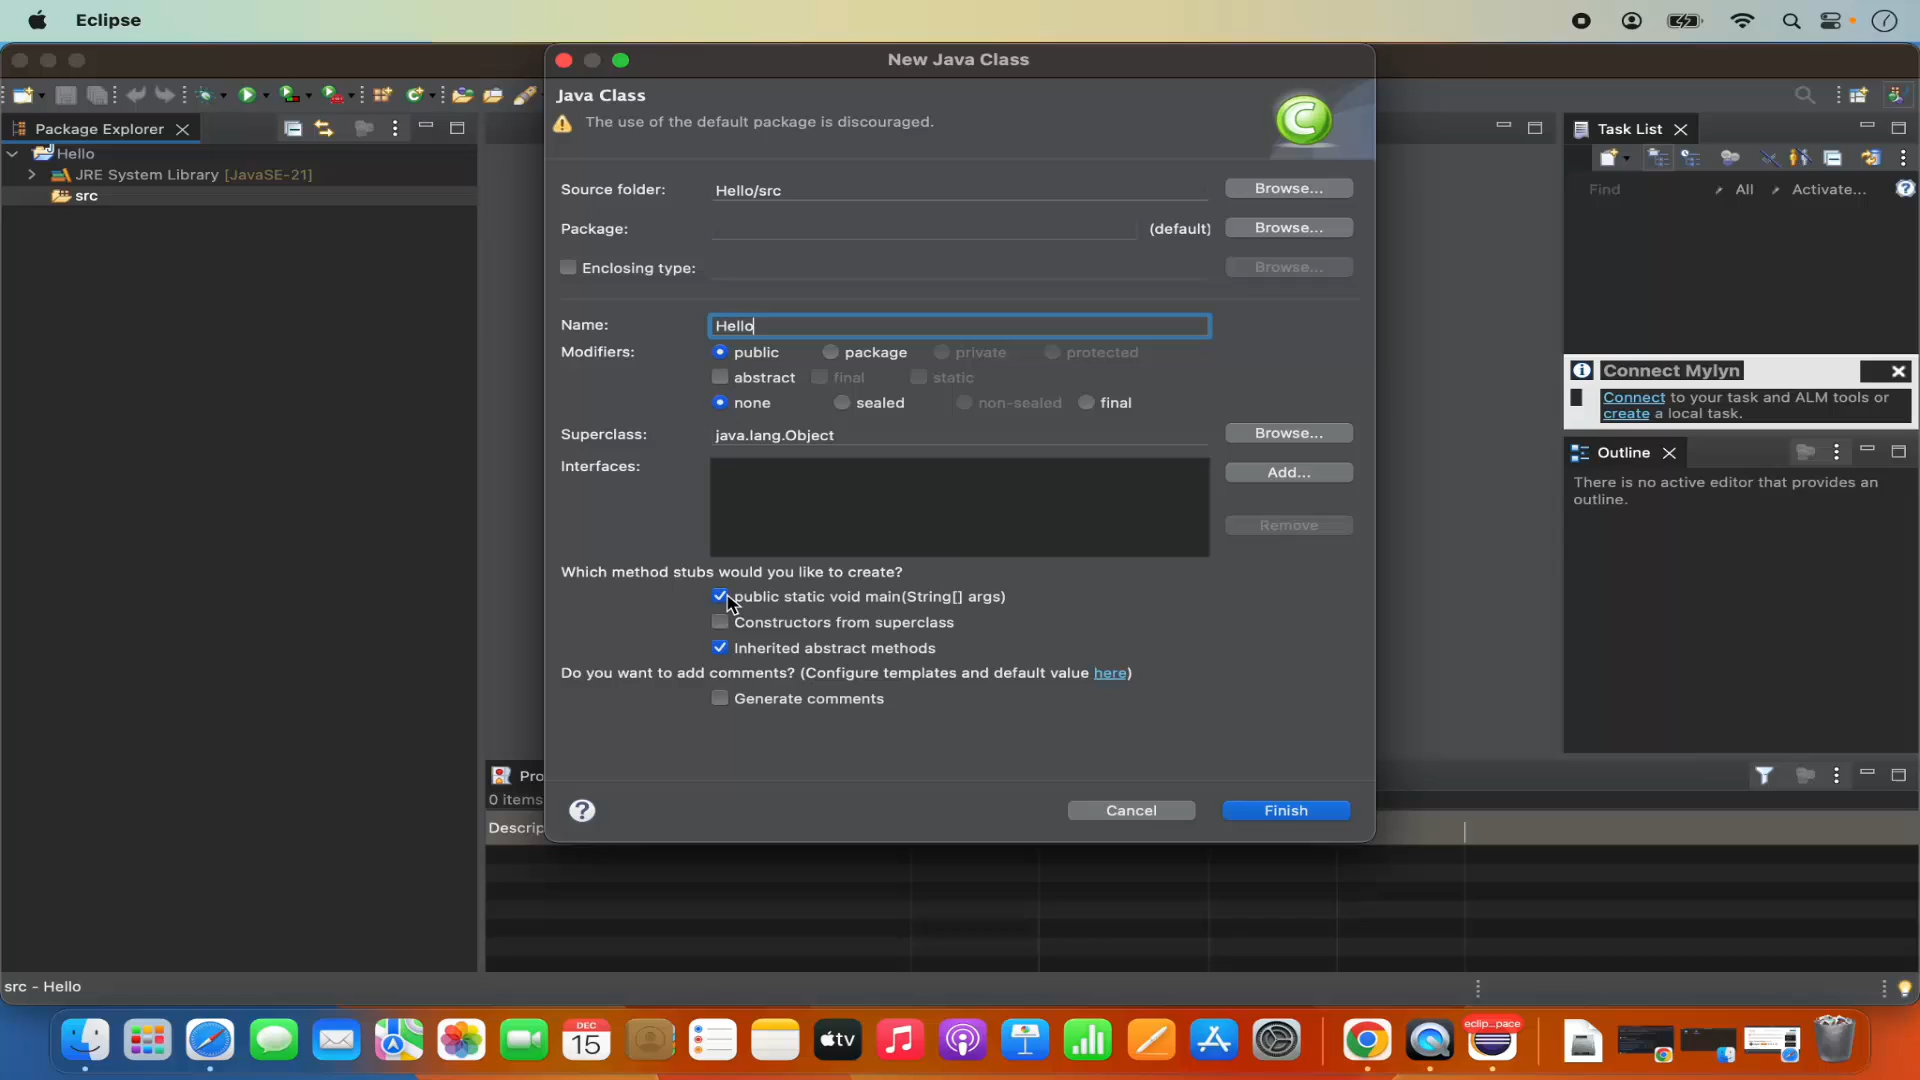 Eclipse
New Java Class
Java Class
The use of the default package is discouraged.
Package Explorer
Hello
JRE System Library [JavaSE-21]
src
Source folder: Hello/src Browse...
Package: (default) Browse...
Enclosing type: Browse...
Name: Hello
Modifiers: public package private protected
abstract final static
none sealed non-sealed final
Superclass: java.lang.Object Browse...
Interfaces: Add...
Remove
Which method stubs would you like to create?
public static void main(String[] args)
Constructors from superclass
Inherited abstract methods
Do you want to add comments? (Configure templates and default value here)
Generate comments
Cancel Finish
Task List
Find All Activate...
Connect Mylyn
Connect to your task and ALM tools or
create a local task.
Outline
There is no active editor that provides an
outline.
Pro
0 items
Descrip
src - Hello
DEC
15
tv
eclip...pace